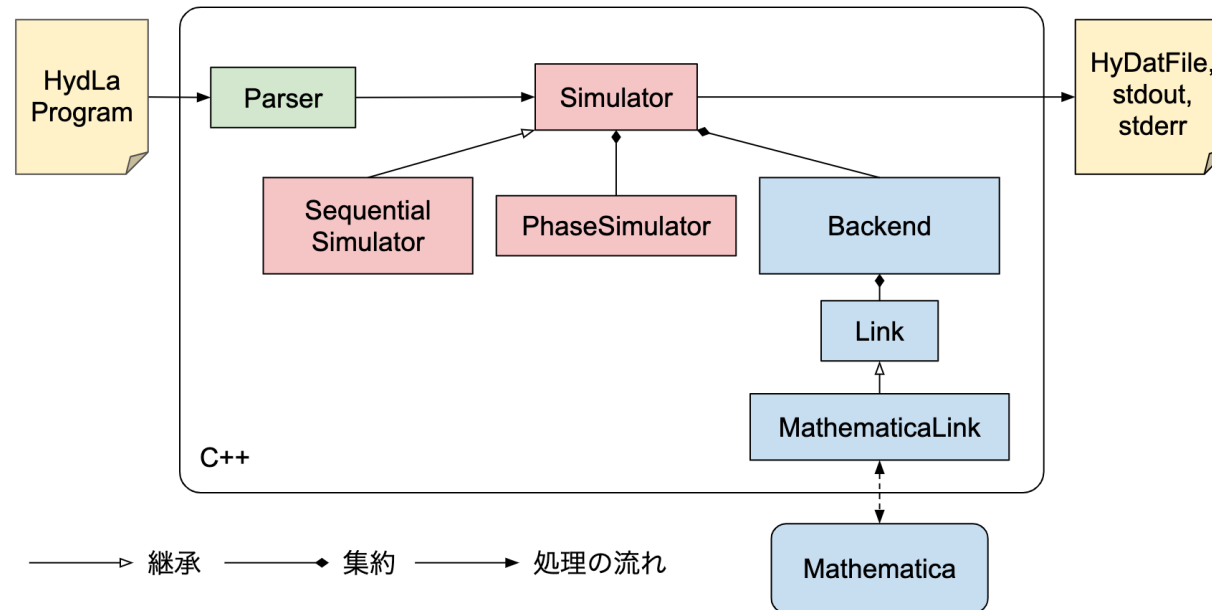 HydLa
Program
Parser
Simulator
HyDatFile,
stdout,
stderr
Sequential
Simulator
PhaseSimulator
Backend
Link
MathematicaLink
C++
Mathematica
継承
集約
処理の流れ